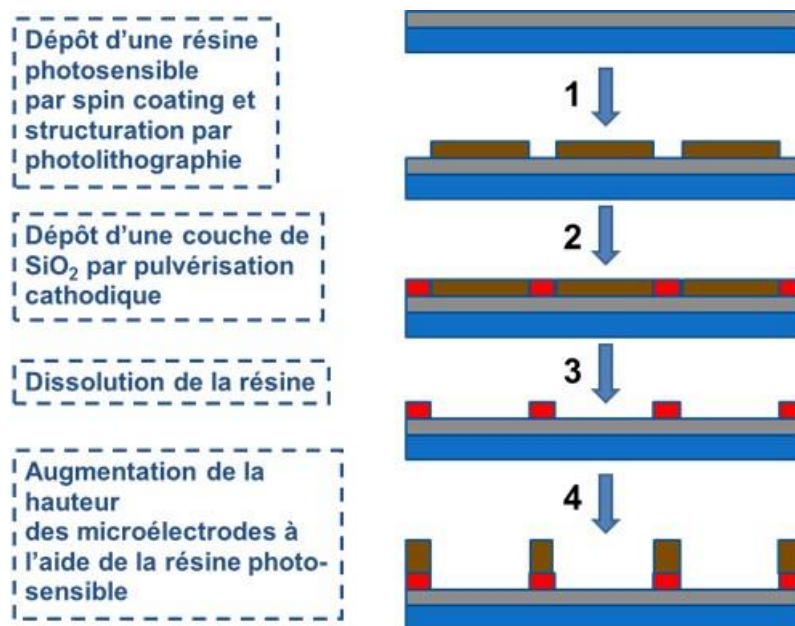 Dépôt d'une résine
photosensible
par spin coating et
structuration par
photolithographie
1
Dépôt d'une couche de
SiO₂ par pulvérisation
cathodique
2
Dissolution de la résine
3
Augmentation de la
hauteur
des microélectrodes à
l'aide de la résine photo-
sensible
4